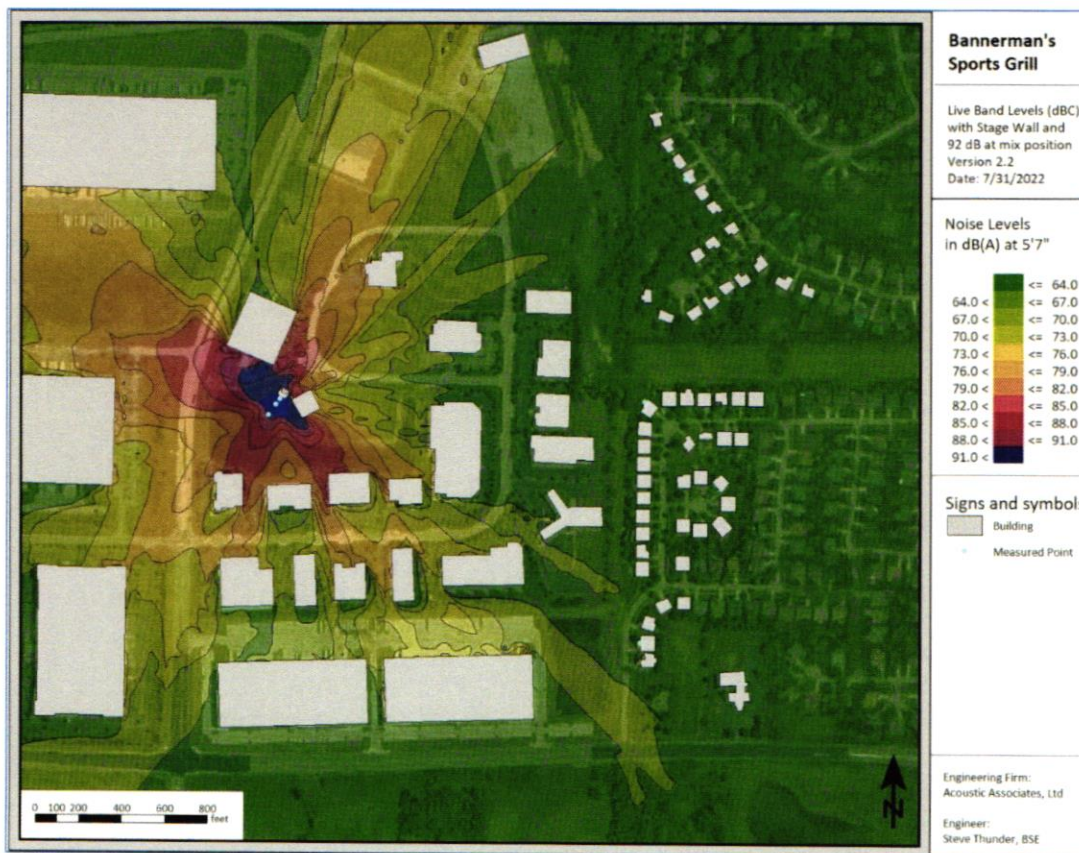 Bannerman's
Sports Grill
Live Band Levels (dBC)
with Stage Wall and
92 dB at mix position
Version 2.2
Date: 7/31/2022
Noise Levels
in dB(A) at 5'7"
<= 64.0
64.0 < <= 67.0
67.0 < <= 70.0
70.0 < <= 73.0
73.0 < <= 76.0
76.0 < <= 79.0
79.0 < <= 82.0
82.0 < <= 85.0
85.0 < <= 88.0
88.0 < <= 91.0
91.0 <
Signs and symbol
Building
Measured Point
0 100 200 400 600 800
feet
N
Engineering Firm:
Acoustic Associates, Ltd
Engineer:
Steve Thunder, BSE